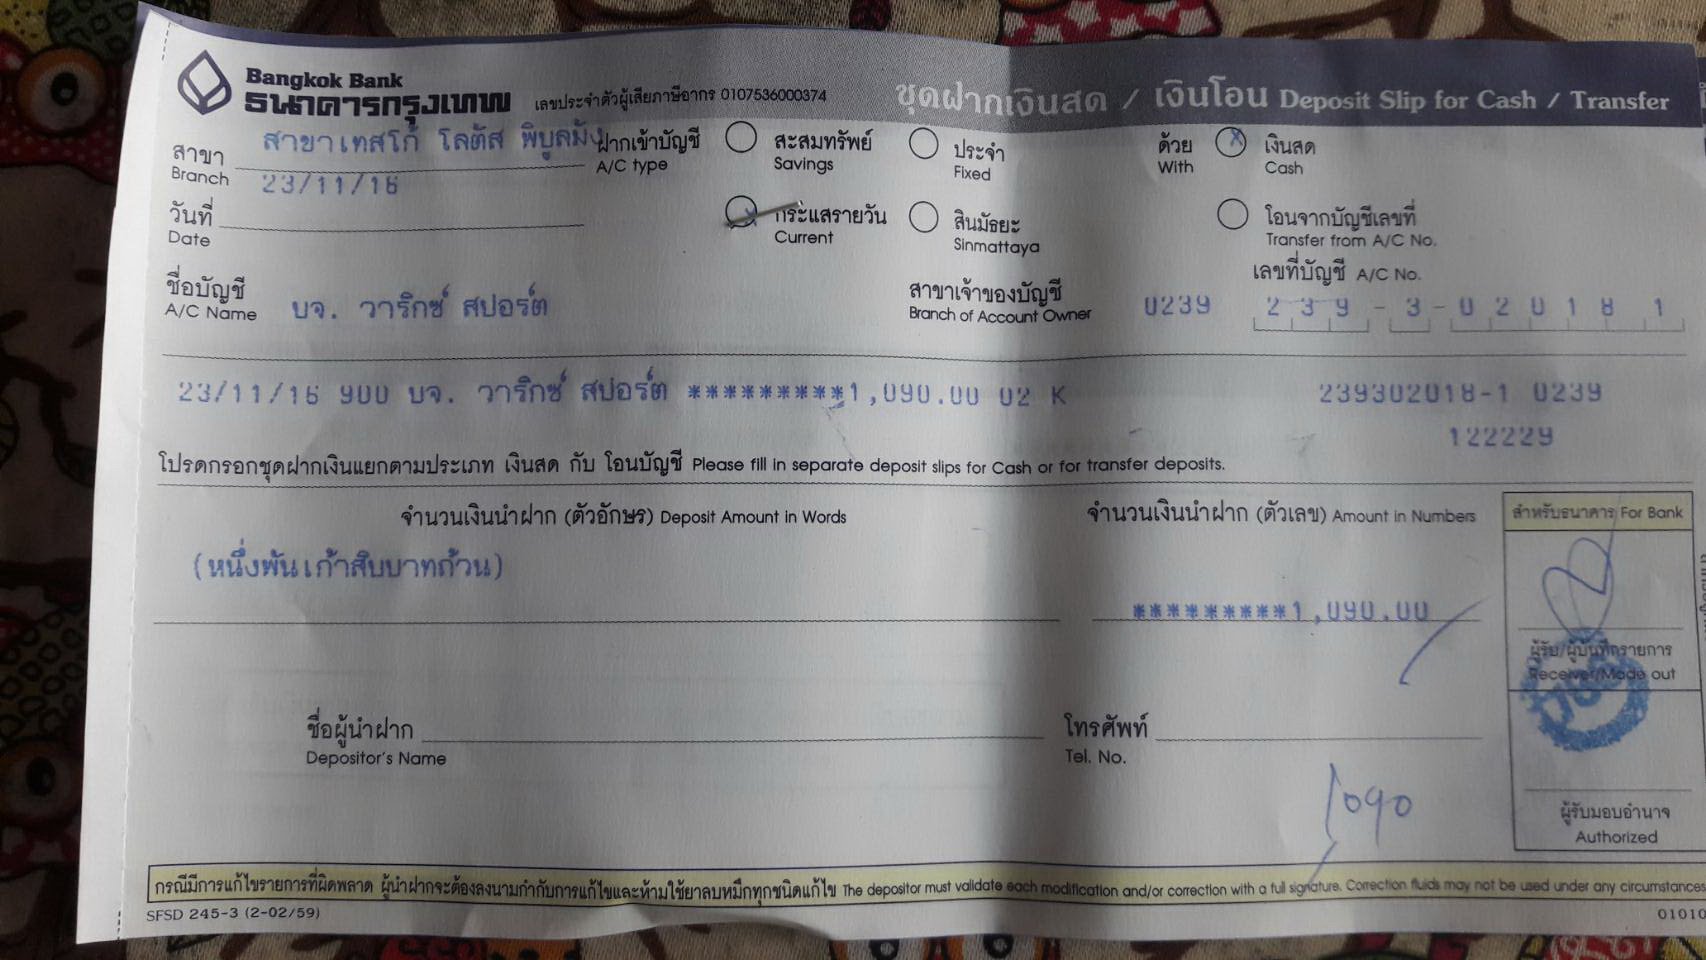 Bangkok Bank
ธนาคารกรุงเทพ เลขประจำตัวผู้เสียภาษีอากร 0107536000374 ชุดฝากเงินสด / เงินโอน Deposit Slip for Cash / Transfer
สาขา Branch สาขาเทสโก้ โลตัส พิบูลมัง ฝากเข้าบัญชี A/C type สะสมทรัพย์ Savings ประจำ Fixed ด้วย With x เงินสด Cash
23/11/16
วันที่ Date x กระแสรายวัน Current สินมัธยะ Sinmattaya โอนจากบัญชีเลขที่ Transfer from A/C No.
เลขที่บัญชี A/C No.
ชื่อบัญชี A/C Name บจ. วาริกซ์ สปอร์ต สาขาเจ้าของบัญชี Branch of Account Owner 0239 239-3-02018 1
23/11/16 900 บจ. วาริกซ์ สปอร์ต *********1,090.00 02 K 239302018-1 0239
122229
โปรดกรอกชุดฝากเงินแยกตามประเภท เงินสด กับ โอนบัญชี Please fill in separate deposit slips for Cash or for transfer deposits.
จำนวนเงินนำฝาก (ตัวอักษร) Deposit Amount in Words จำนวนเงินนำฝาก (ตัวเลข) Amount in Numbers สำหรับธนาคาร For Bank
(หนึ่งพันเก้าสิบบาทถ้วน)
*********1,090.00
ผู้รับ/ผู้บันทึกรายการ
Receiver/Made out
ชื่อผู้นำฝาก โทรศัพท์
Depositor's Name Tel. No.
1090
ผู้รับมอบอำนาจ
Authorized
กรณีมีการแก้ไขรายการที่ผิดพลาด ผู้นำฝากจะต้องลงนามกำกับการแก้ไขและห้ามใช้ยาลบหมึกทุกชนิดแก้ไข The depositor must validate each modification and/or correction with a full signature. Correction fluids may not be used under any circumstances
SFSD 245-3 (2-02/59) 01010